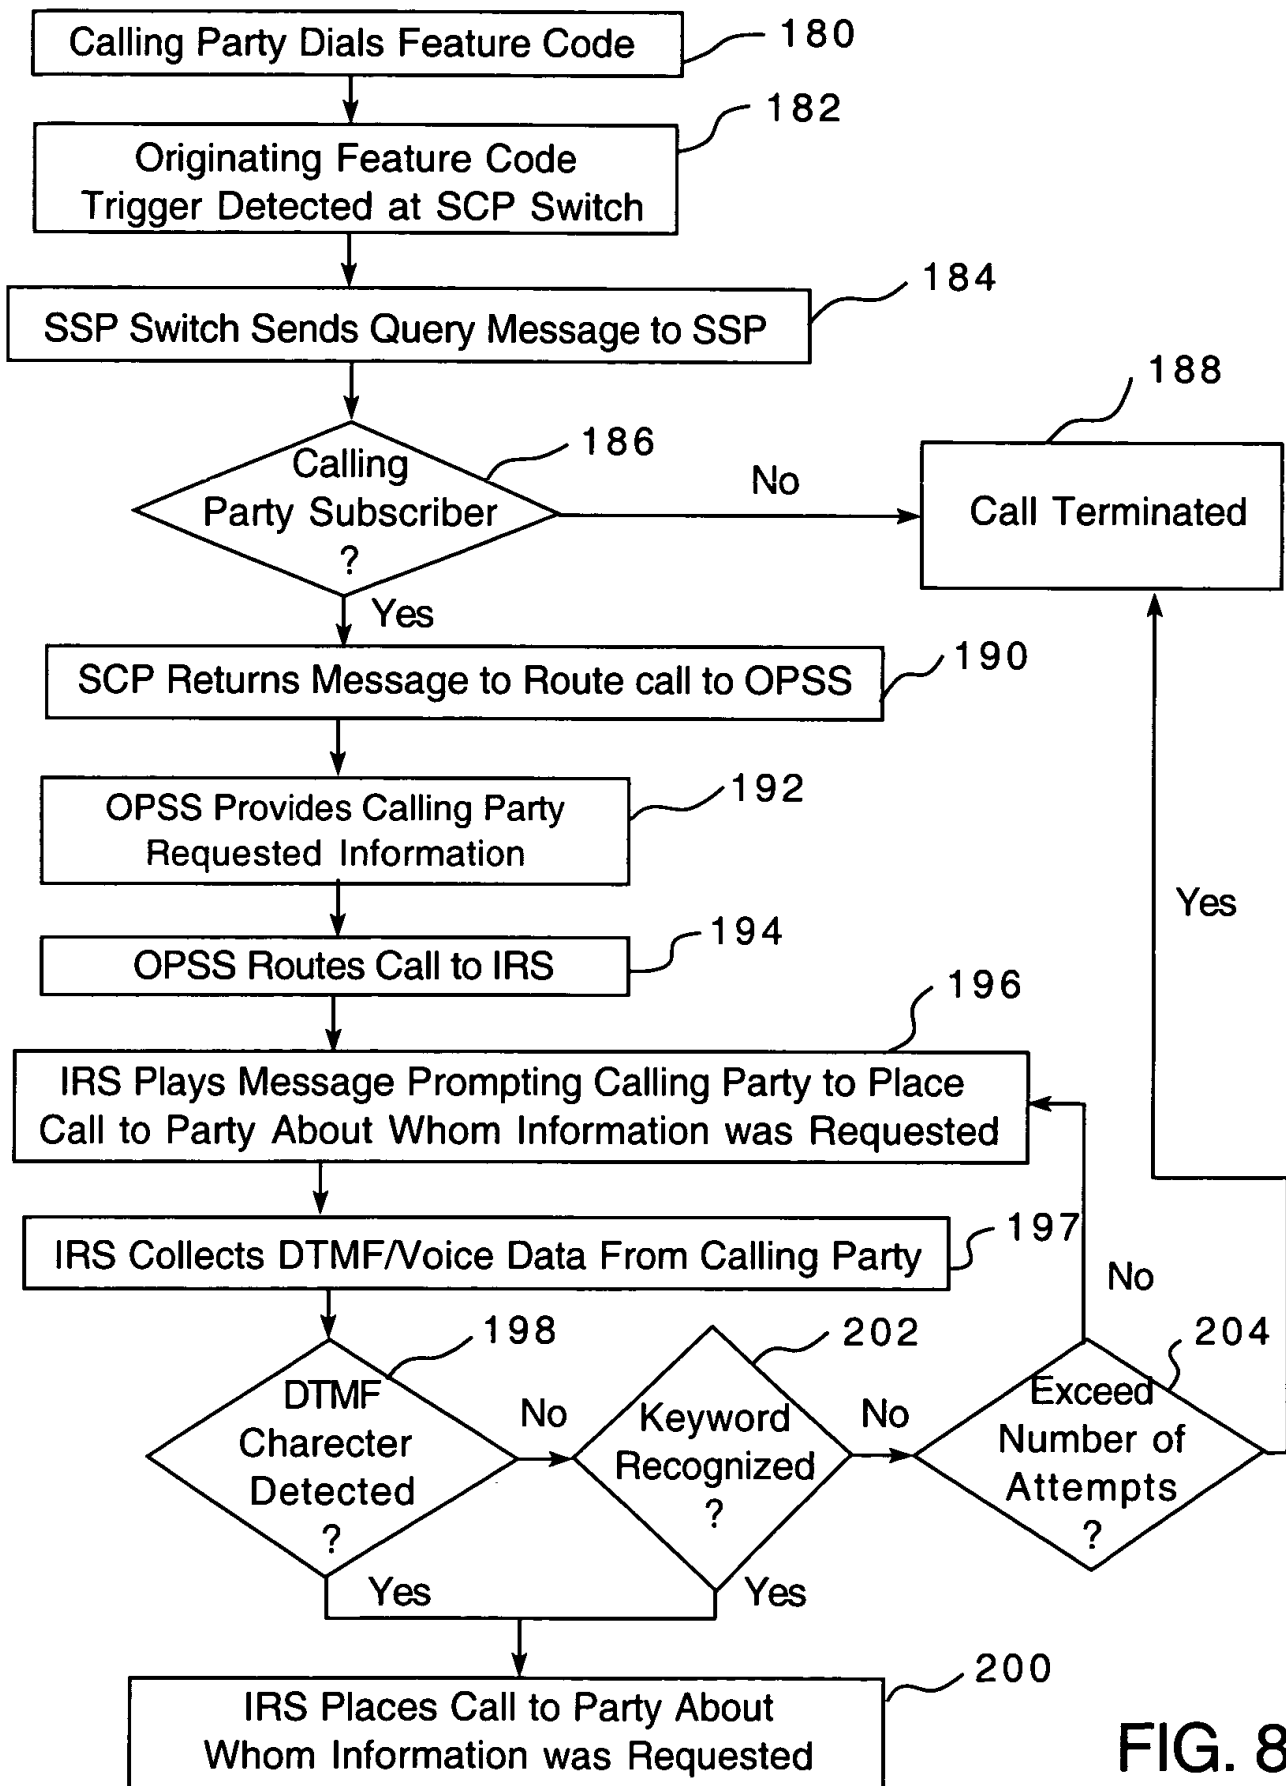 Calling Party Dials Feature Code
180
182
Originating Feature Code
Trigger Detected at SCP Switch
184
SSP Switch Sends Query Message to SSP
188
186
Calling
Party Subscriber
?
No
Call Terminated
Yes
190
SCP Returns Message to Route call to OPSS
192
OPSS Provides Calling Party
Requested Information
Yes
194
OPSS Routes Call to IRS
196
IRS Plays Message Prompting Calling Party to Place
Call to Party About Whom Information was Requested
197
IRS Collects DTMF/Voice Data From Calling Party
No
198
202
204
DTMF
Charecter
Detected
?
No
Keyword
Recognized
?
No
Exceed
Number of
Attempts
?
Yes
Yes
200
IRS Places Call to Party About
Whom Information was Requested
FIG. 8